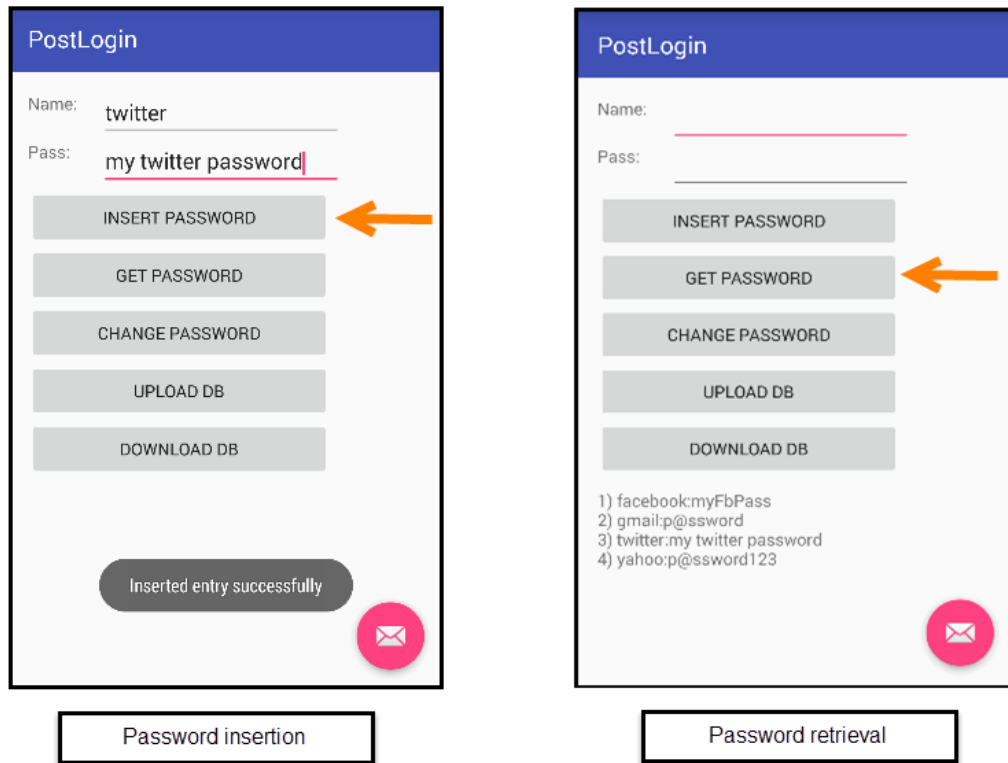 PostLogin
Name: twitter
Pass: my twitter password
INSERT PASSWORD
GET PASSWORD
CHANGE PASSWORD
UPLOAD DB
DOWNLOAD DB
Inserted entry successfully
Password insertion
PostLogin
Name:
Pass:
INSERT PASSWORD
GET PASSWORD
CHANGE PASSWORD
UPLOAD DB
DOWNLOAD DB
1) facebook:myFbPass
2) gmail:p@ssword
3) twitter:my twitter password
4) yahoo:p@ssword123
Password retrieval